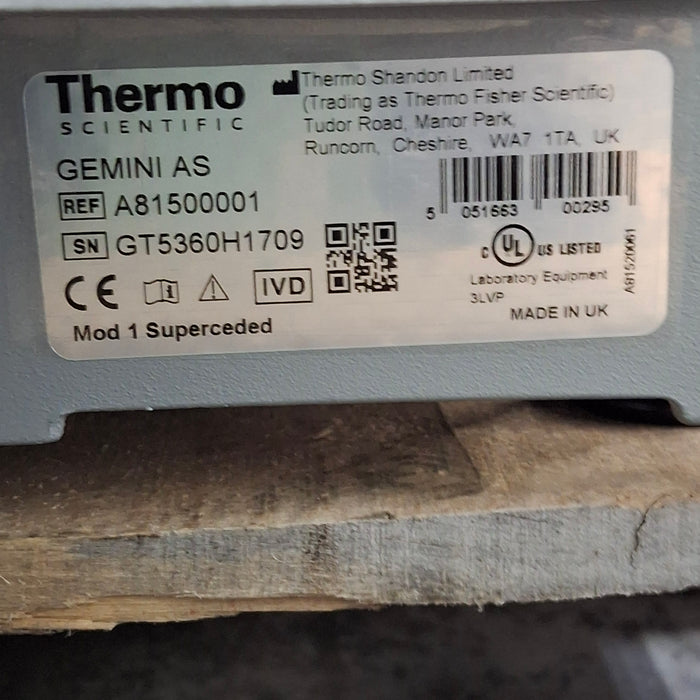 Thermo
SCIENTIFIC
GEMINI AS
REF A81500001
SN GT5360H1709
CE
IVD
Mod 1 Superceded
Thermo Shandon Limited
(Trading as Thermo Fisher Scientific)
Tudor Road, Manor Park,
Runcorn, Cheshire, WA7 1TA, UK
5 051663 00295
C UL US LISTED
Laboratory Equipment
3LVP
MADE IN UK
A81520061